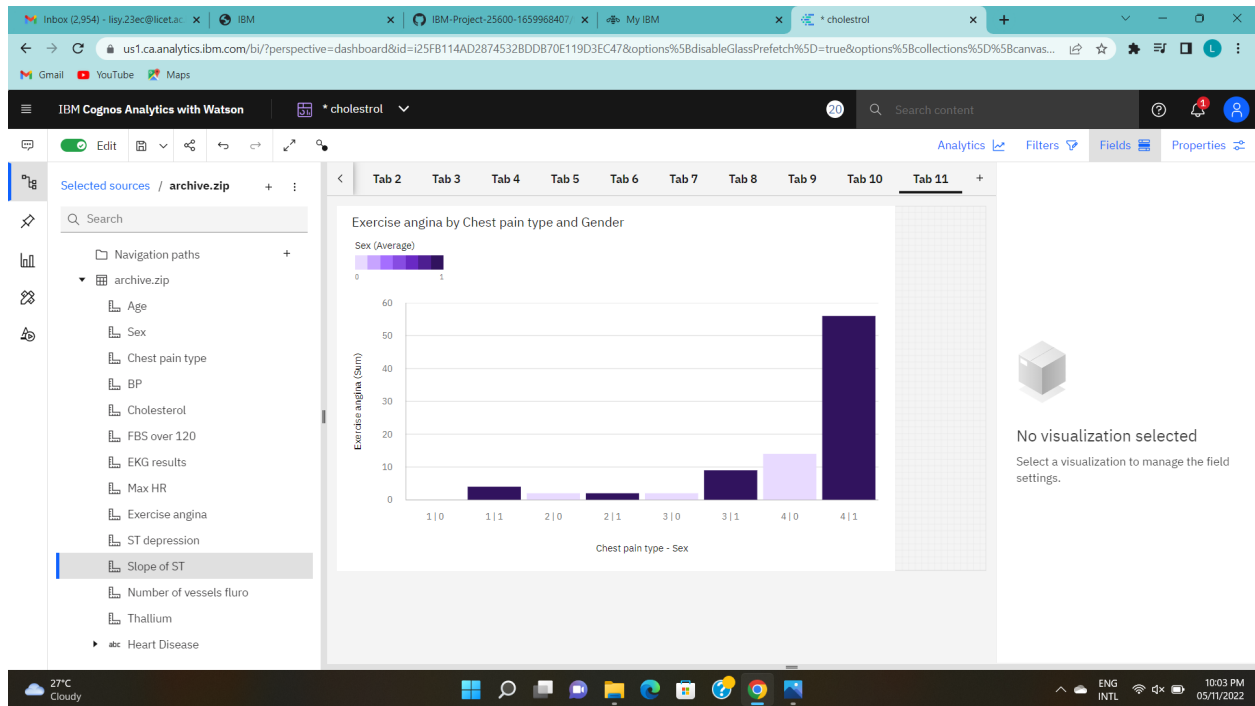 Inbox (2,954) - lisy.23ec@licet.ac.
IBM
IBM-Project-25600-1659968407/
My IBM
* cholestrol
us1.ca.analytics.ibm.com/bi/?perspective=dashboard&id=i25FB114AD2874532BDDB70E119D3EC47&options%5BdisableGlassPrefetch%5D=true&options%5Bcollections%5D%5Bcanvas...
L
Gmail YouTube Maps
IBM Cognos Analytics with Watson
* cholestrol
20
Search content
1
Edit
Analytics Filters Fields Properties
Selected sources / archive.zip
Tab 2 Tab 3 Tab 4 Tab 5 Tab 6 Tab 7 Tab 8 Tab 9 Tab 10 Tab 11
Search
Navigation paths
archive.zip
Age
Sex
Chest pain type
BP
Cholesterol
FBS over 120
EKG results
Max HR
Exercise angina
ST depression
Slope of ST
Number of vessels fluro
Thallium
abc Heart Disease
Exercise angina by Chest pain type and Gender
Sex (Average)
0 1
Exercise angina (Sum)
60
50
40
30
20
10
0
1|0 1|1 2|0 2|1 3|0 3|1 4|0 4|1
Chest pain type - Sex
No visualization selected
Select a visualization to manage the field
settings.
27°C
Cloudy
ENG
INTL
10:03 PM
05/11/2022